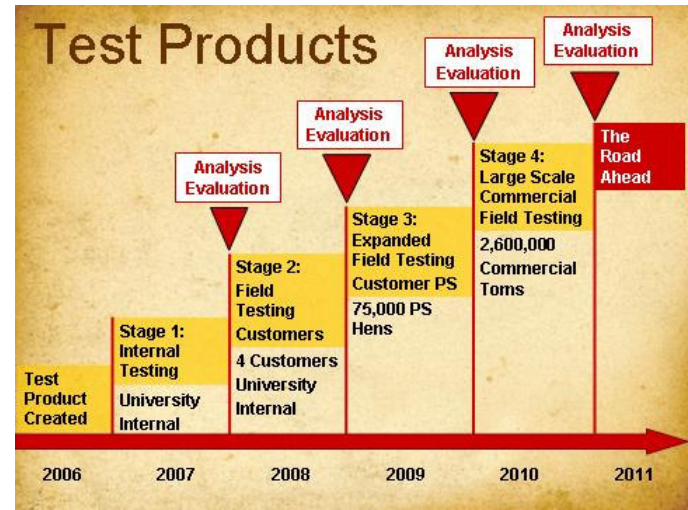 Test Products
Analysis
Evaluation
Analysis
Evaluation
Analysis
Evaluation
Analysis
Evaluation
Test
Product
Created
Stage 1:
Internal
Testing
University
Internal
Stage 2:
Field
Testing
Customers
4 Customers
University
Internal
Stage 3:
Expanded
Field Testing
Customer PS
75,000 PS
Hens
Stage 4:
Large Scale
Commercial
Field Testing
2,600,000
Commercial
Toms
The
Road
Ahead
2006
2007
2008
2009
2010
2011